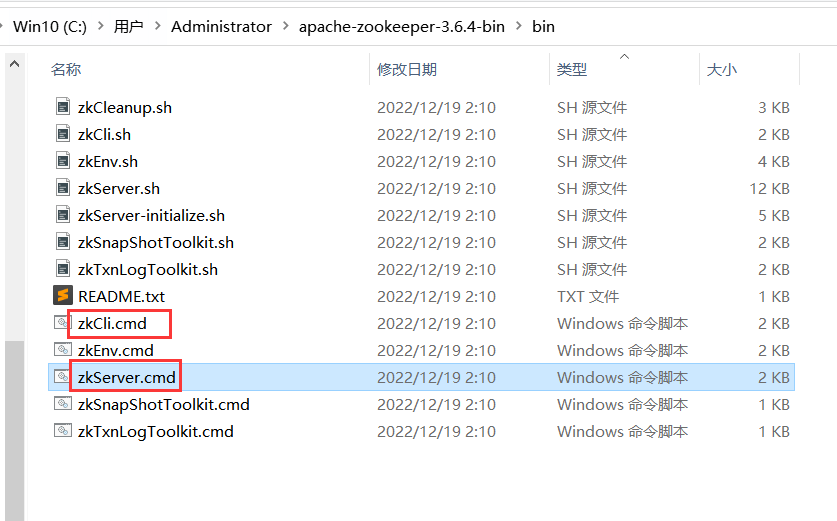 Win10 (C:) 用户 Administrator apache-zookeeper-3.6.4-bin bin
名称 修改日期 类型 大小
zkCleanup.sh 2022/12/19 2:10 SH 源文件 3 KB
zkCli.sh 2022/12/19 2:10 SH 源文件 2 KB
zkEnv.sh 2022/12/19 2:10 SH 源文件 4 KB
zkServer.sh 2022/12/19 2:10 SH 源文件 12 KB
zkServer-initialize.sh 2022/12/19 2:10 SH 源文件 5 KB
zkSnapShotToolkit.sh 2022/12/19 2:10 SH 源文件 2 KB
zkTxnLogToolkit.sh 2022/12/19 2:10 SH 源文件 2 KB
README.txt 2022/12/19 2:10 TXT 文件 1 KB
zkCli.cmd 2022/12/19 2:10 Windows 命令脚本 2 KB
zkEnv.cmd 2022/12/19 2:10 Windows 命令脚本 2 KB
zkServer.cmd 2022/12/19 2:10 Windows 命令脚本 2 KB
zkSnapShotToolkit.cmd 2022/12/19 2:10 Windows 命令脚本 1 KB
zkTxnLogToolkit.cmd 2022/12/19 2:10 Windows 命令脚本 1 KB